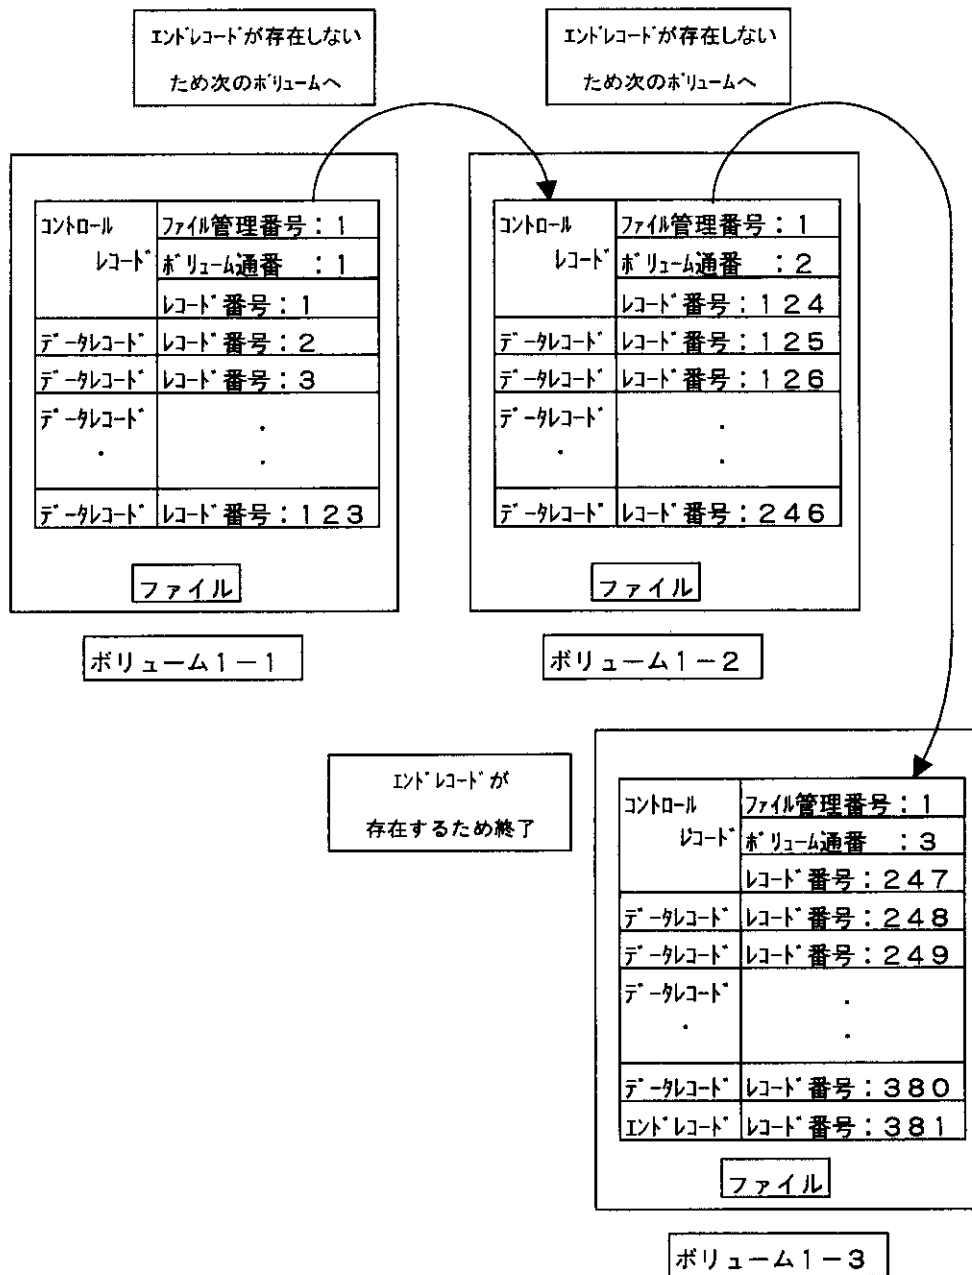 ｴﾝﾄﾞﾚｺｰﾄﾞが存在しない
ため次のﾎﾞﾘｭｰﾑへ
ｴﾝﾄﾞﾚｺｰﾄﾞが存在しない
ため次のﾎﾞﾘｭｰﾑへ
ｺﾝﾄﾛｰﾙ
ﾚｺｰﾄﾞ
ﾌｧｲﾙ管理番号：１
ﾎﾞﾘｭｰﾑ通番　：１
ﾚｺｰﾄﾞ番号：１
ﾃﾞｰﾀﾚｺｰﾄﾞ ﾚｺｰﾄﾞ番号：２
ﾃﾞｰﾀﾚｺｰﾄﾞ ﾚｺｰﾄﾞ番号：３
ﾃﾞｰﾀﾚｺｰﾄﾞ ・
・ ・
ﾃﾞｰﾀﾚｺｰﾄﾞ ﾚｺｰﾄﾞ番号：１２３
ファイル
ボリューム１－１
ｺﾝﾄﾛｰﾙ
ﾚｺｰﾄﾞ
ﾌｧｲﾙ管理番号：１
ﾎﾞﾘｭｰﾑ通番　：２
ﾚｺｰﾄﾞ番号：１２４
ﾃﾞｰﾀﾚｺｰﾄﾞ ﾚｺｰﾄﾞ番号：１２５
ﾃﾞｰﾀﾚｺｰﾄﾞ ﾚｺｰﾄﾞ番号：１２６
ﾃﾞｰﾀﾚｺｰﾄﾞ ・
・ ・
ﾃﾞｰﾀﾚｺｰﾄﾞ ﾚｺｰﾄﾞ番号：２４６
ファイル
ボリューム１－２
ｴﾝﾄﾞﾚｺｰﾄﾞが
存在するため終了
ｺﾝﾄﾛｰﾙ
ﾚｺｰﾄﾞ
ﾌｧｲﾙ管理番号：１
ﾎﾞﾘｭｰﾑ通番　：３
ﾚｺｰﾄﾞ番号：２４７
ﾃﾞｰﾀﾚｺｰﾄﾞ ﾚｺｰﾄﾞ番号：２４８
ﾃﾞｰﾀﾚｺｰﾄﾞ ﾚｺｰﾄﾞ番号：２４９
ﾃﾞｰﾀﾚｺｰﾄﾞ ・
・ ・
ﾃﾞｰﾀﾚｺｰﾄﾞ ﾚｺｰﾄﾞ番号：３８０
ｴﾝﾄﾞﾚｺｰﾄﾞ ﾚｺｰﾄﾞ番号：３８１
ファイル
ボリューム１－３